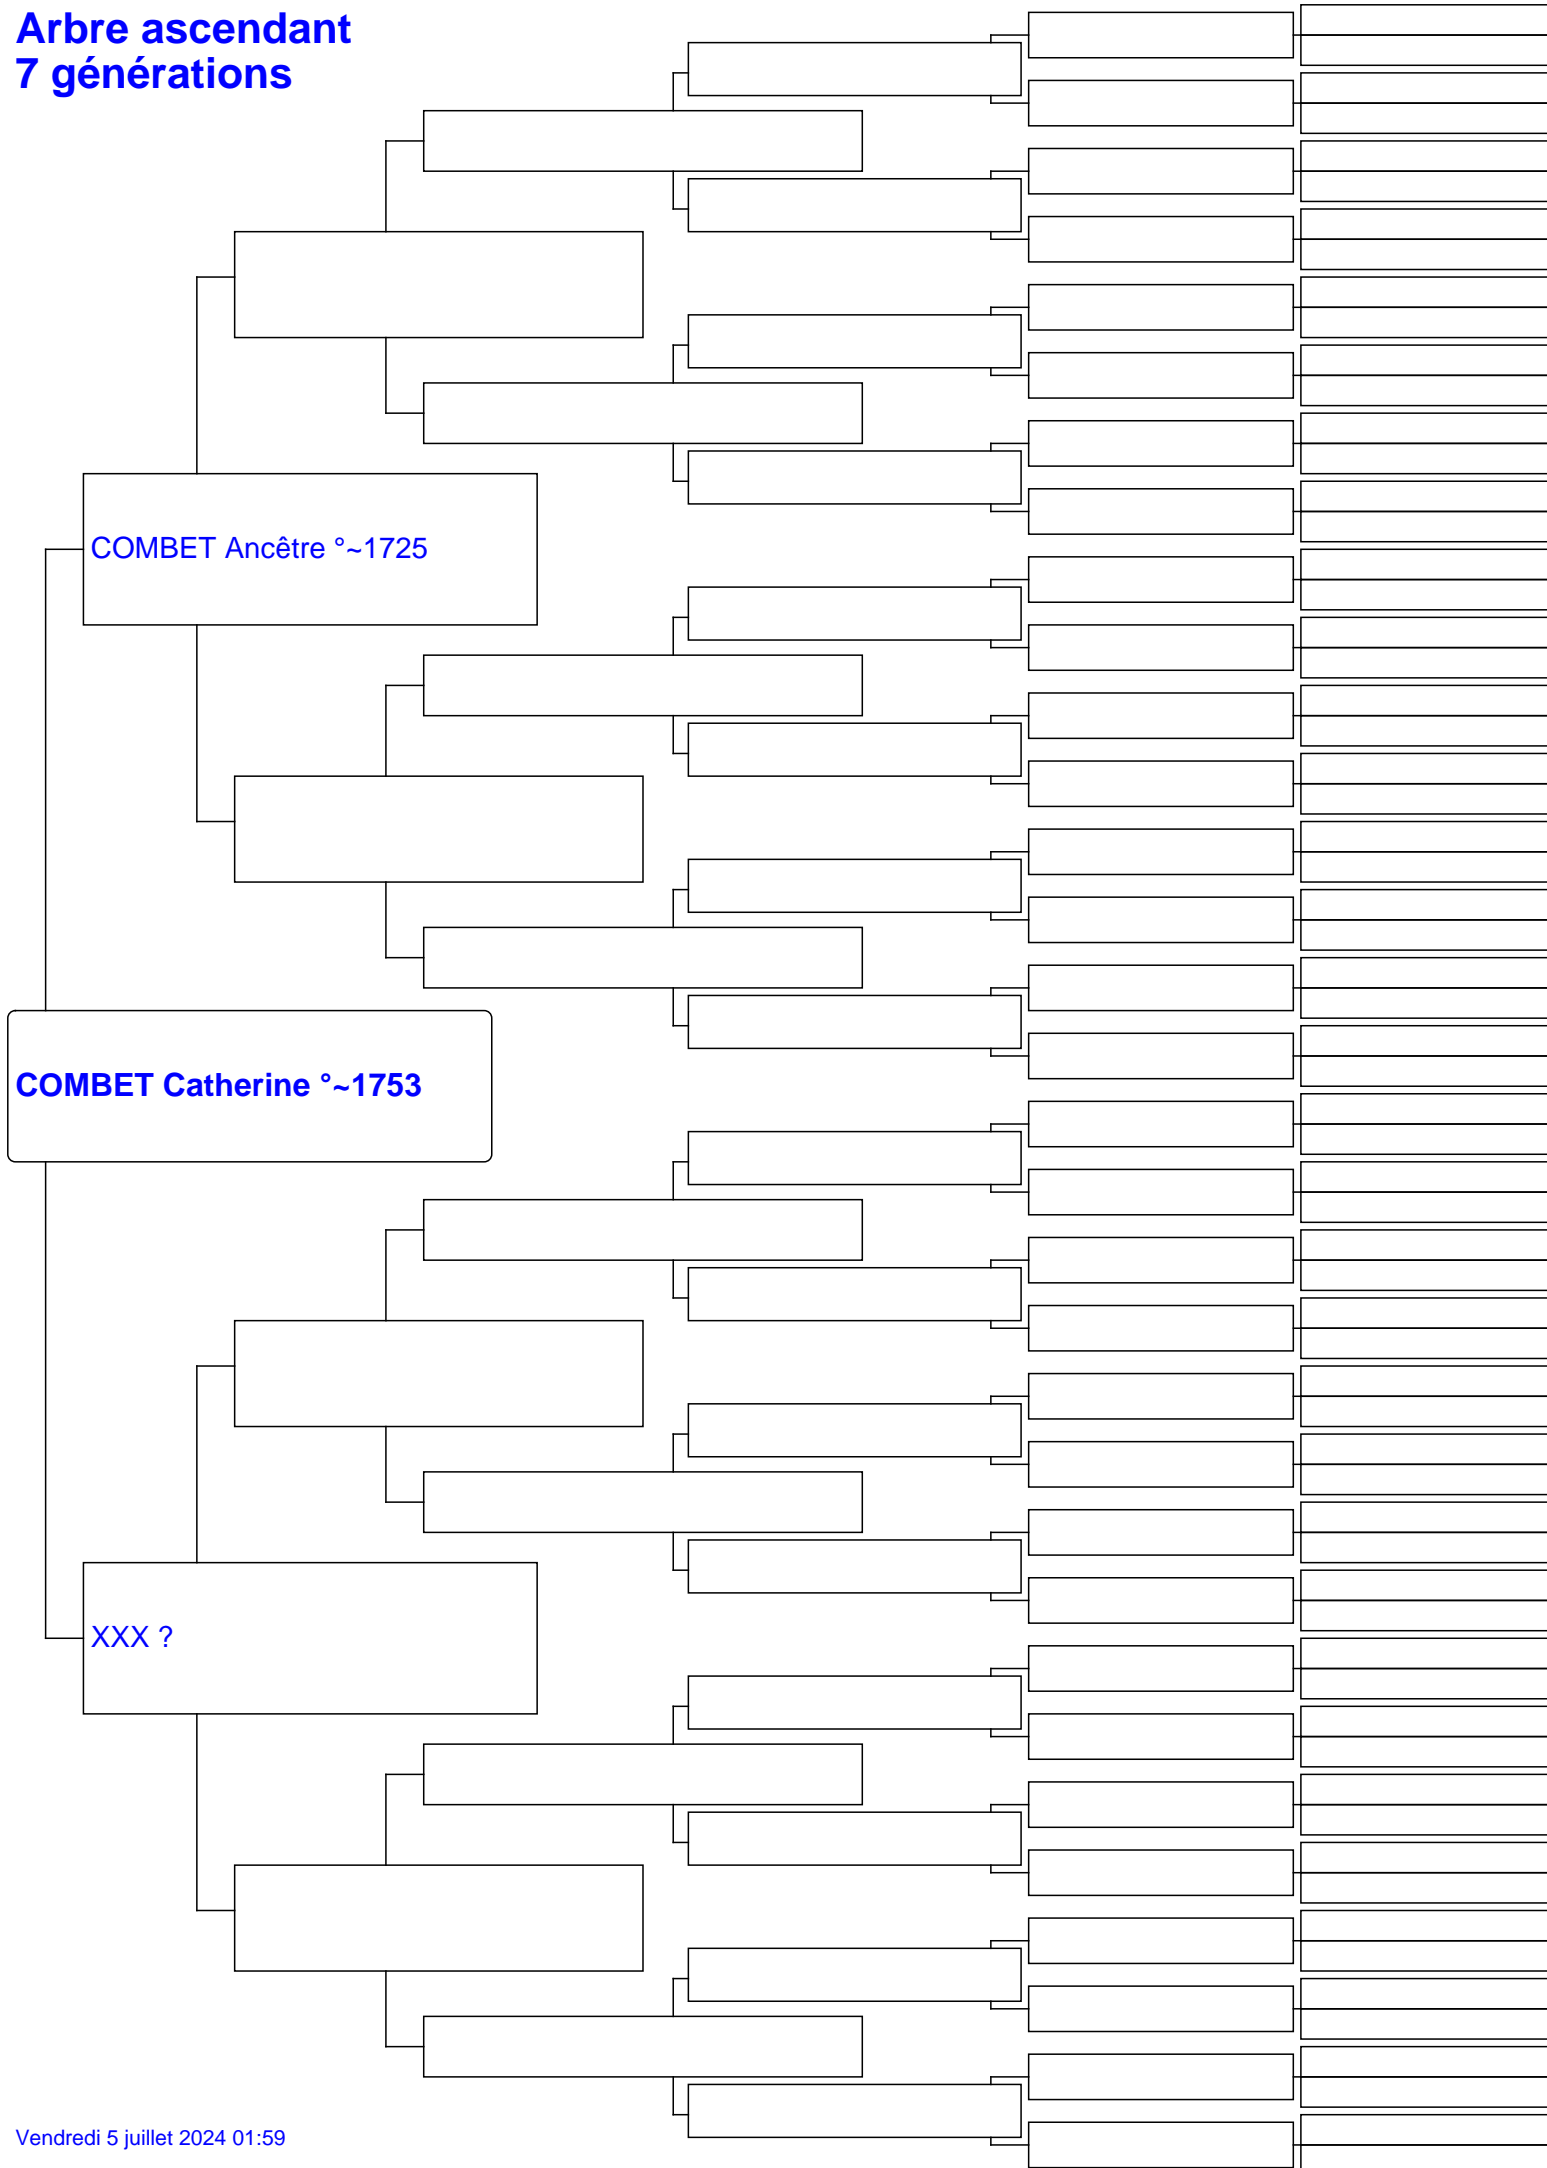 Arbre ascendant
7 générations
COMBET Ancêtre °~1725
COMBET Catherine °~1753
XXX ?
Vendredi 5 juillet 2024 01:59